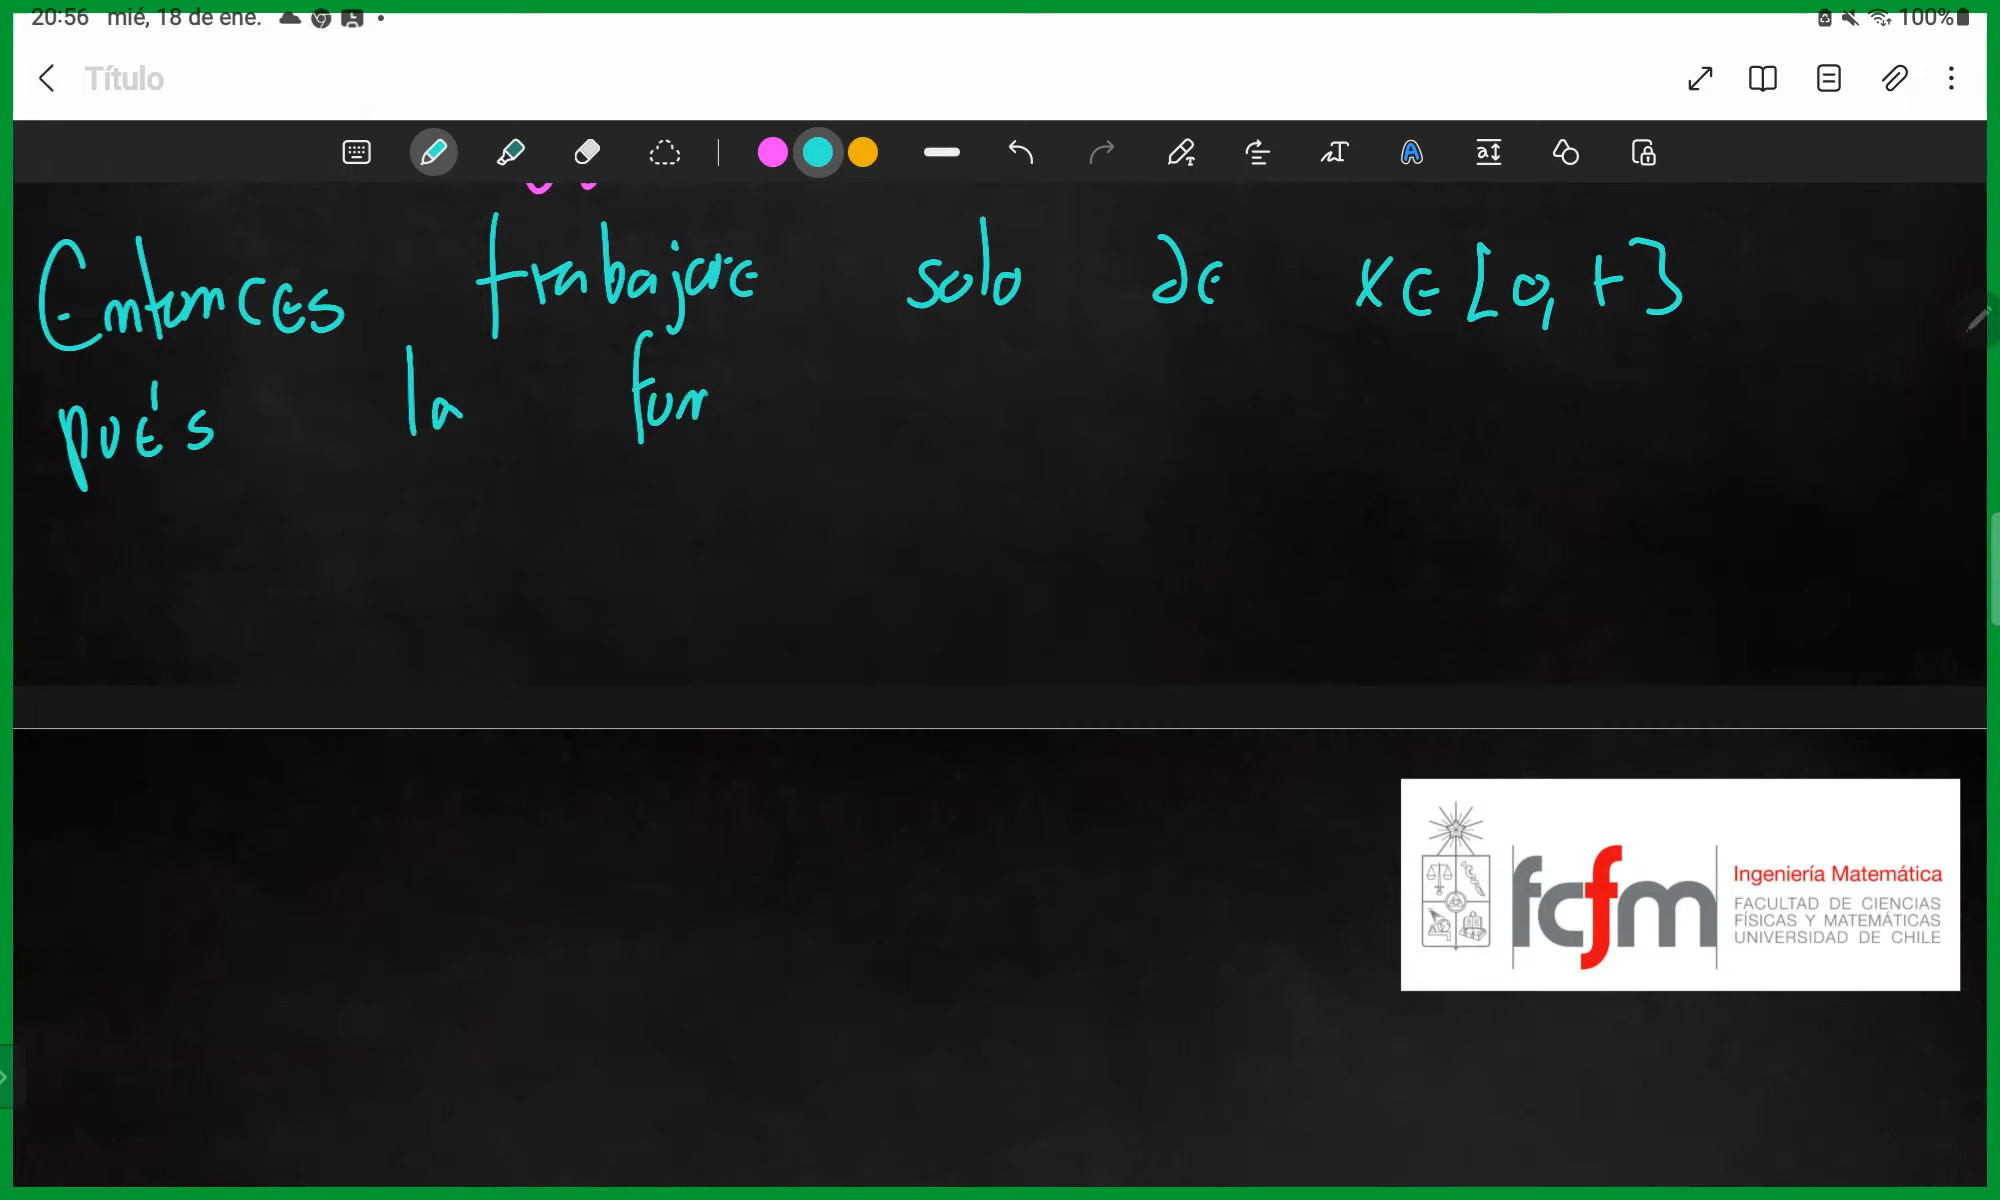 20:56 mié, 18 de ene. 100%
Título
Entonces trabajare solo de x∈[0, t]
pués la fun
fcfm
Ingeniería Matemática
FACULTAD DE CIENCIAS
FÍSICAS Y MATEMÁTICAS
UNIVERSIDAD DE CHILE